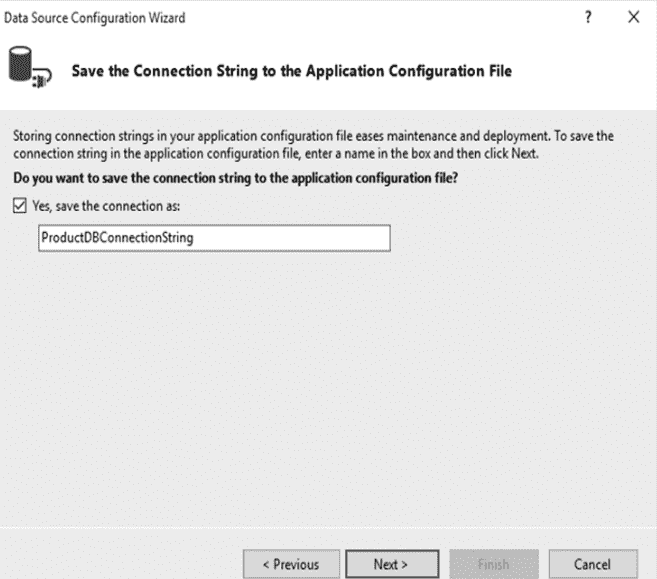 Data Source Configuration Wizard
?
X
Save the Connection String to the Application Configuration File
Storing connection strings in your application configuration file eases maintenance and deployment. To save the
connection string in the application configuration file, enter a name in the box and then click Next.
Do you want to save the connection string to the application configuration file?
Yes, save the connection as:
ProductDBConnectionString
< Previous
Next >
Finish
Cancel